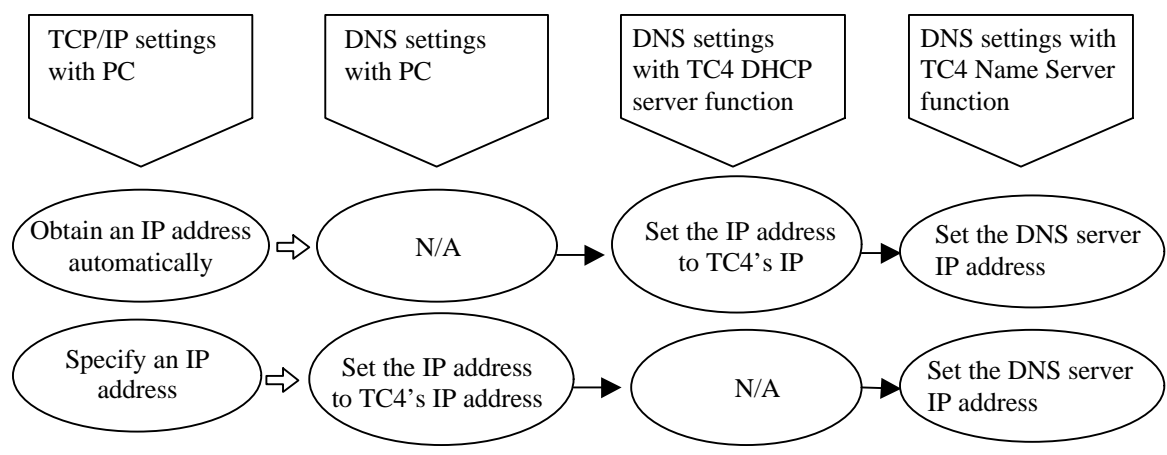 TCP/IP settings
with PC
DNS settings
with PC
DNS settings
with TC4 DHCP
server function
DNS settings with
TC4 Name Server
function
Obtain an IP address
automatically
N/A
Set the IP address
to TC4's IP
Set the DNS server
IP address
Specify an IP
address
Set the IP address
to TC4's IP address
N/A
Set the DNS server
IP address